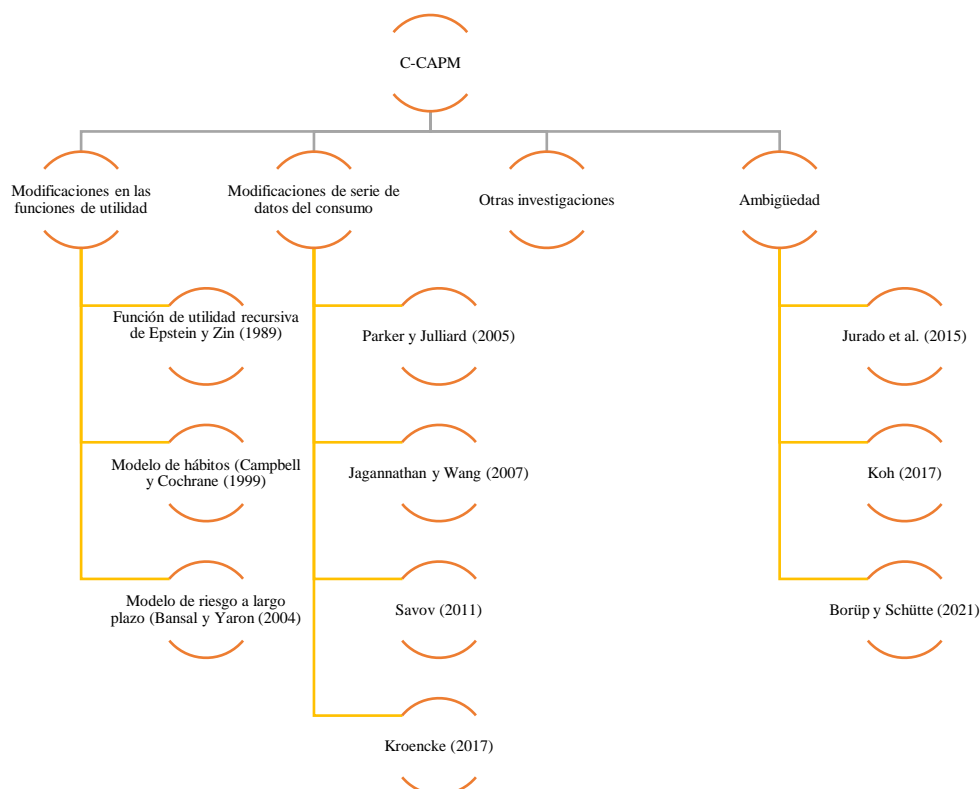 C-CAPM
Modificaciones en las
funciones de utilidad
Modificaciones de serie de
datos del consumo
Otras investigaciones
Ambigüedad
Función de utilidad recursiva
de Epstein y Zin (1989)
Parker y Julliard (2005)
Jurado et al. (2015)
Modelo de hábitos (Campbell
y Cochrane (1999)
Jagannathan y Wang (2007)
Koh (2017)
Modelo de riesgo a largo
plazo (Bansal y Yaron (2004)
Savov (2011)
Borüp y Schütte (2021)
Kroencke (2017)